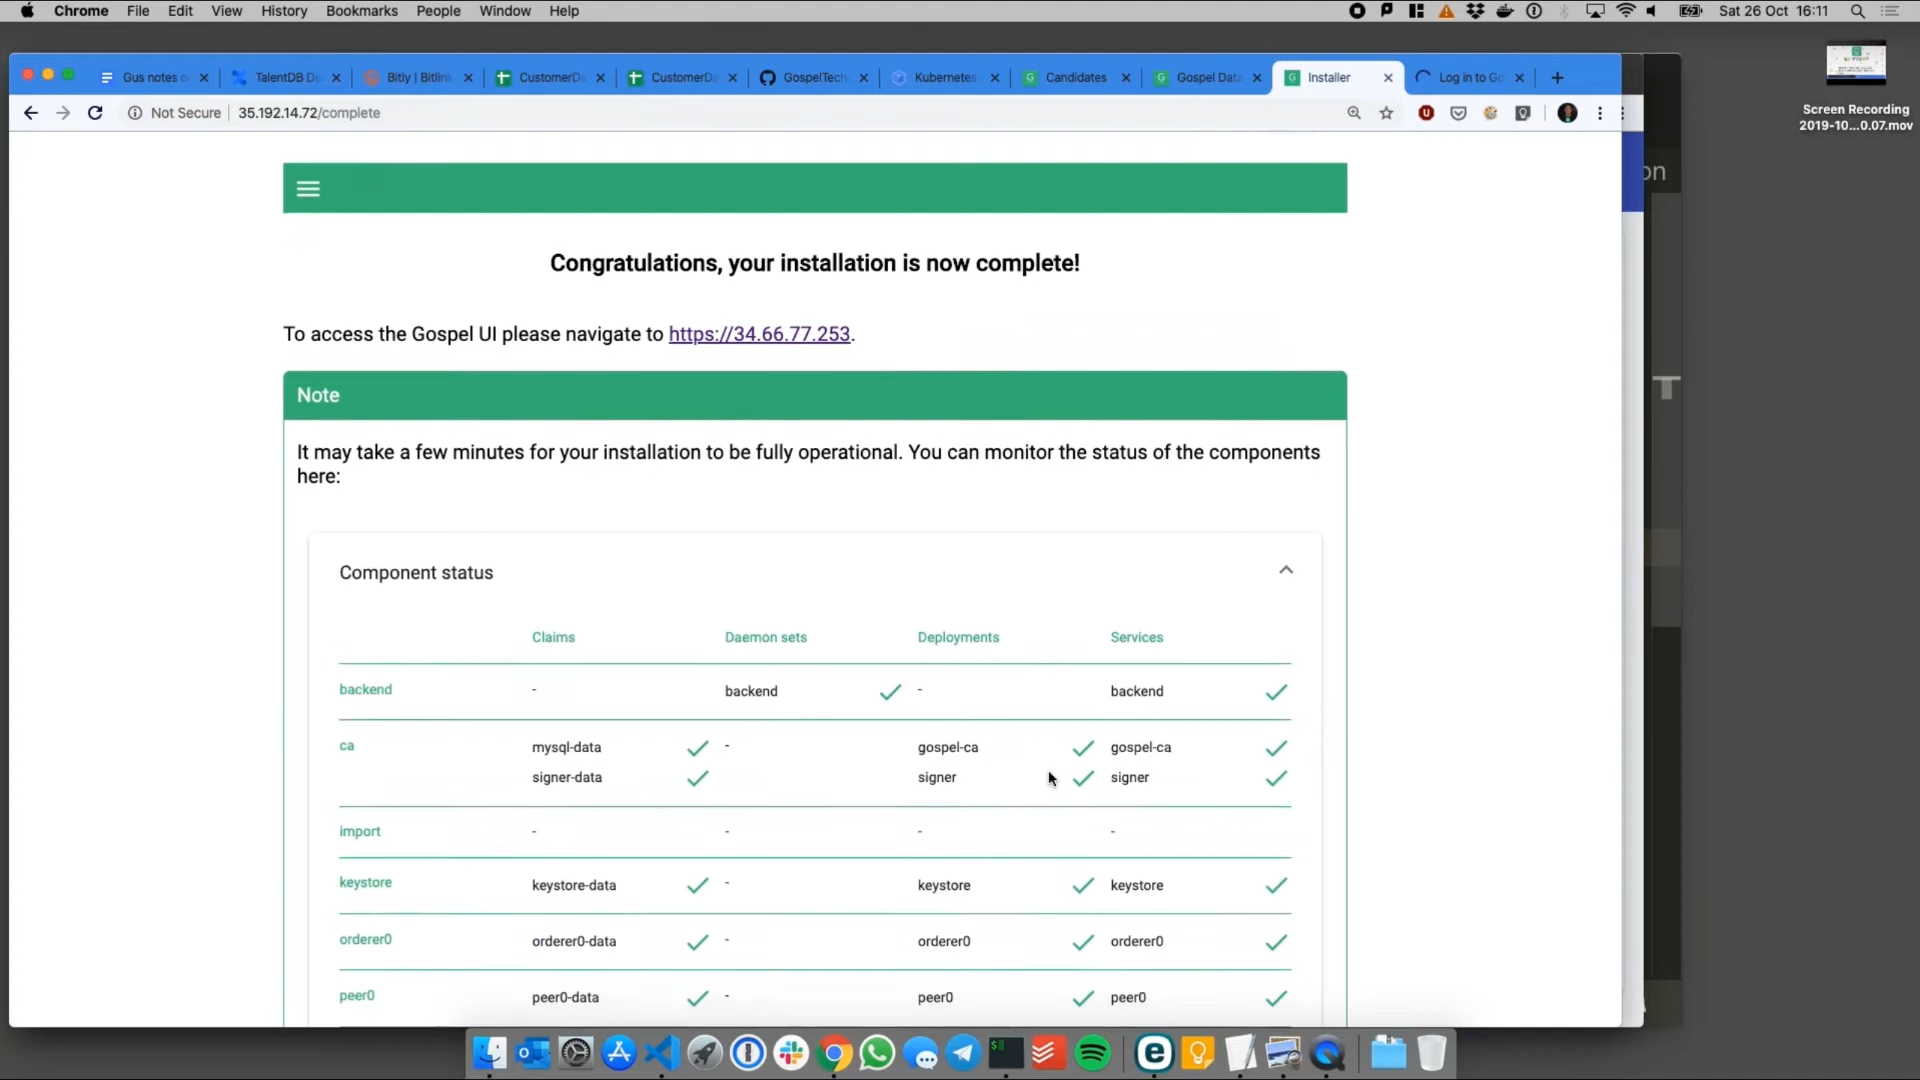 Chrome File Edit View History Bookmarks People Window Help
Sat 26 Oct 16:11
Gus notes o
TalentDB De
Bitly | Bitlink
CustomerDa
CustomerDa
GospelTech
Kubernetes
Candidates
Gospel Data
Installer
Log in to Go
Not Secure 35.192.14.72/complete
Screen Recording
2019-10...0.07.mov
on
T
Congratulations, your installation is now complete!
To access the Gospel UI please navigate to https://34.66.77.253.
Note
It may take a few minutes for your installation to be fully operational. You can monitor the status of the components
here:
Component status
Claims Daemon sets Deployments Services
backend - backend - backend
ca mysql-data - gospel-ca gospel-ca
signer-data signer signer
import - - - -
keystore keystore-data - keystore keystore
orderer0 orderer0-data - orderer0 orderer0
peer0 peer0-data - peer0 peer0